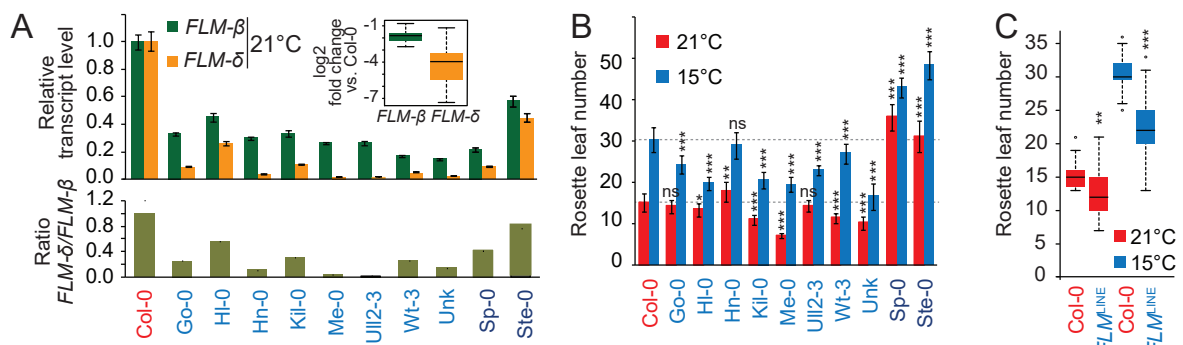 A
FLM-β
FLM-δ
21°C
Relative
transcript level
1.0
0.8
0.6
0.4
0.2
0
log2
fold change
vs. Col-0
-1
-4
-7
FLM-β FLM-δ
Ratio
FLM-δ/FLM-β
1.2
0.8
0.4
0.0
Col-0
Go-0
Hl-0
Hn-0
Kil-0
Me-0
Ull2-3
Wt-3
Unk
Sp-0
Ste-0
B
Rosette leaf number
50
40
30
20
10
0
21°C
15°C
ns
***
**
***
**
ns
***
***
***
***
ns
***
***
***
***
***
***
***
**
***
Col-0
Go-0
Hl-0
Hn-0
Kil-0
Me-0
Ull2-3
Wt-3
Unk
Sp-0
Ste-0
C
Rosette leaf number
35
30
25
20
15
10
5
0
**
***
21°C
15°C
Col-0
FLM LINE
Col-0
FLM LINE